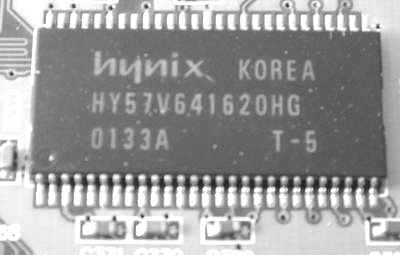 hynix KOREA
HY57V641620HG
0133A T-5